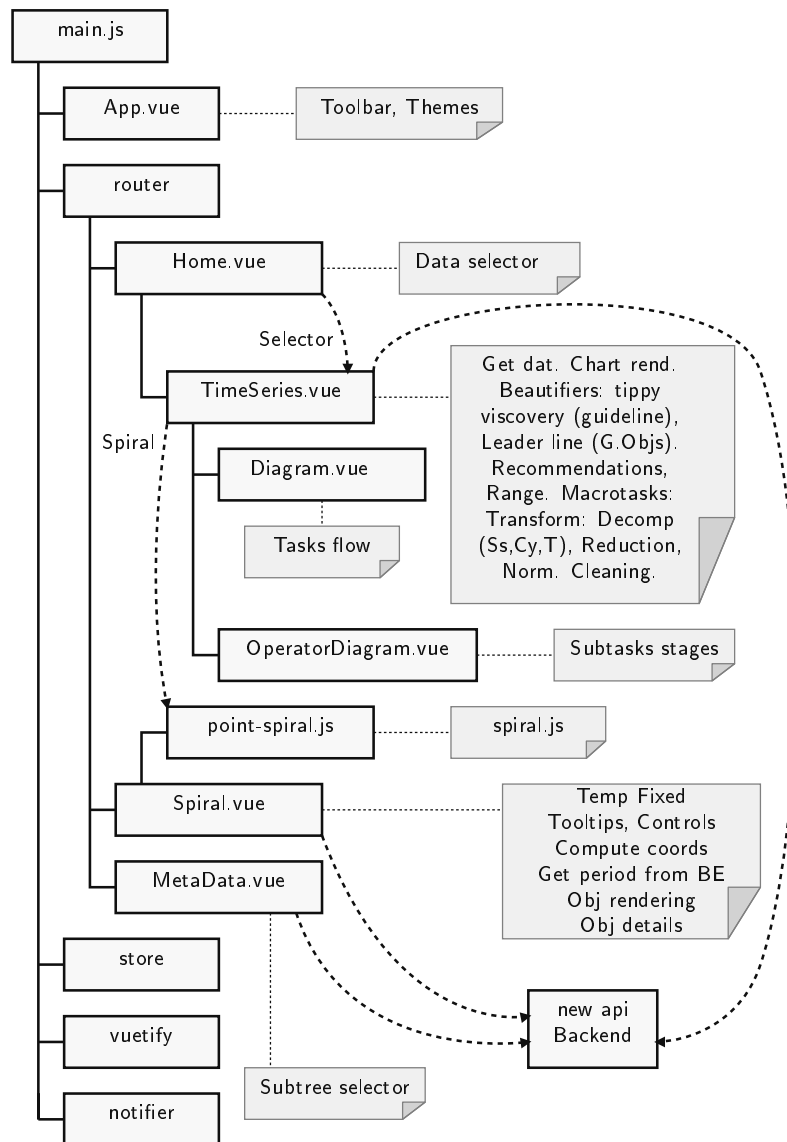 main.js
App.vue
Toolbar, Themes
router
Home.vue
Data selector
Selector
TimeSeries.vue
Get dat. Chart rend.
Beautifiers: tippy
viscovery (guideline),
Leader line (G.Objs).
Recommendations,
Range. Macrotasks:
Transform: Decomp
(Ss,Cy,T), Reduction,
Norm. Cleaning.
Spiral
Diagram.vue
Tasks flow
OperatorDiagram.vue
Subtasks stages
point-spiral.js
spiral.js
Spiral.vue
Temp Fixed
Tooltips, Controls
Compute coords
Get period from BE
Obj rendering
Obj details
MetaData.vue
store
new api
Backend
vuetify
Subtree selector
notifier